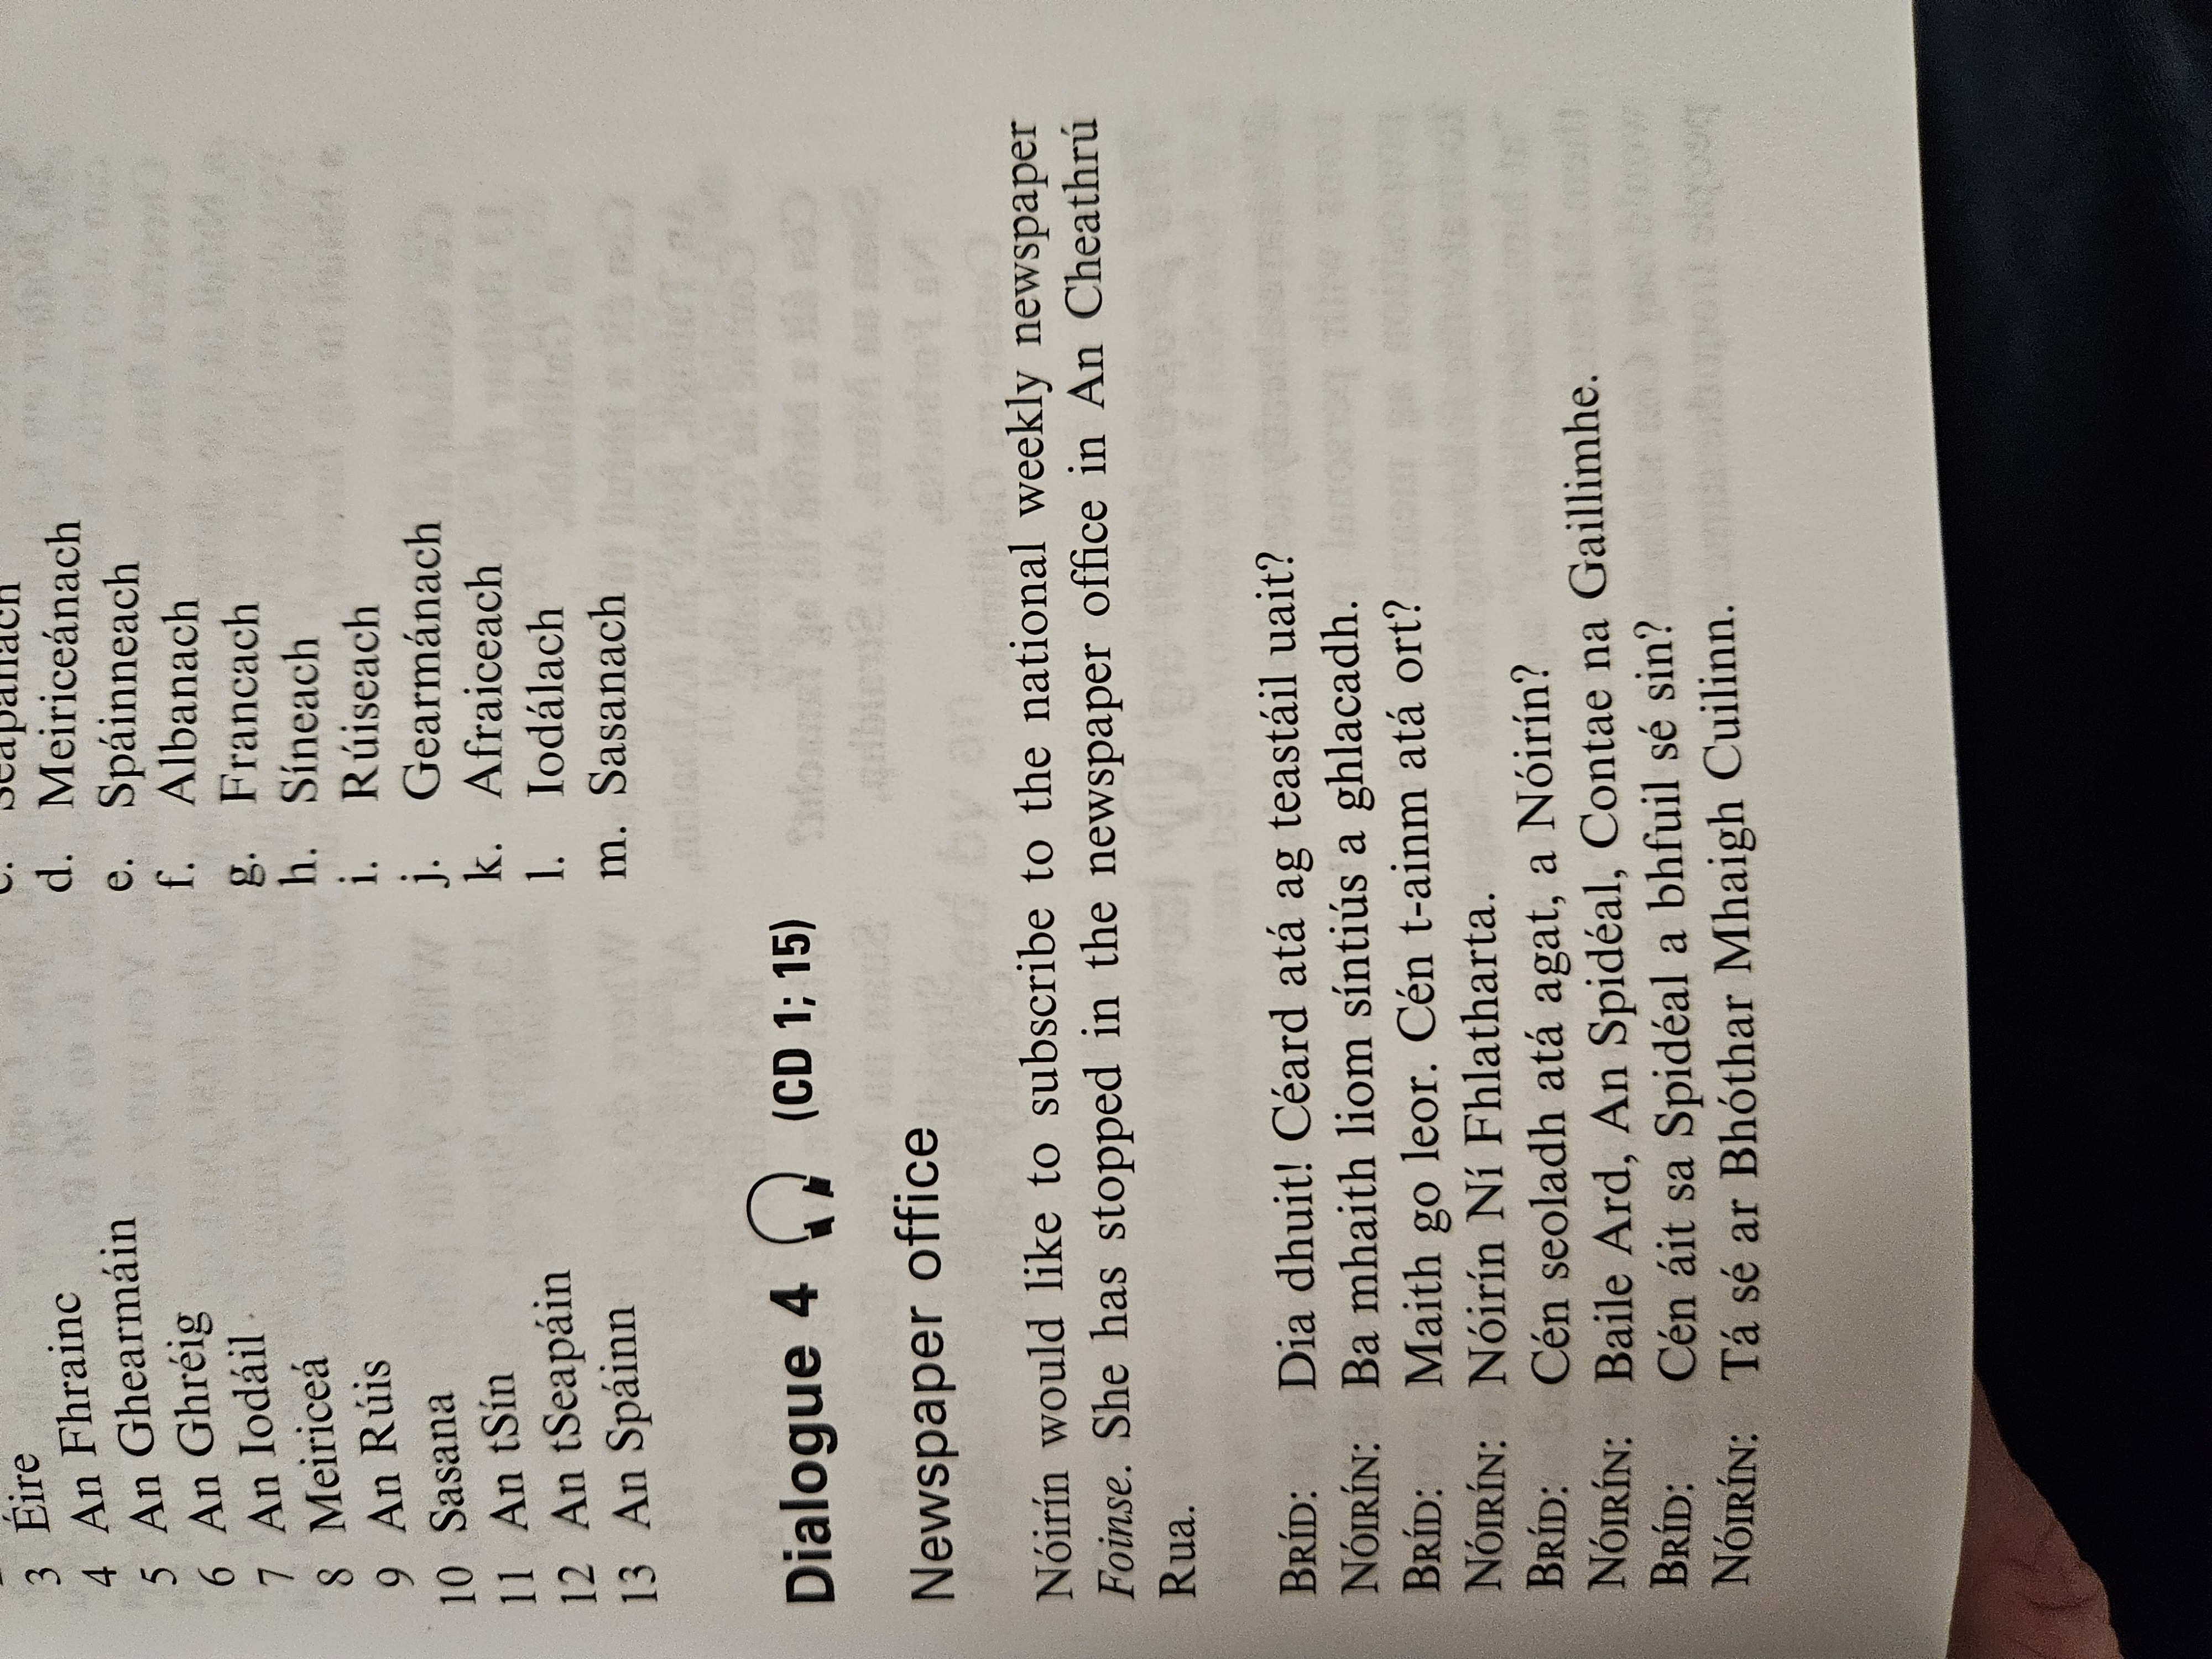 3 Éire
4 An Fhrainc
5 An Ghearmáin
6 An Ghréig
7 An Iodáil
8 Meiriceá
9 An Rúis
10 Sasana
11 An tSín
12 An tSeapáin
13 An Spáinn
c. Seapánach
d. Meiriceánach
e. Spáinneach
f. Albanach
g. Francach
h. Síneach
i. Rúiseach
j. Gearmánach
k. Afraiceach
l. Iodálach
m. Sasanach
Dialogue 4 (CD 1; 15)
Newspaper office
Nóirín would like to subscribe to the national weekly newspaper
Foinse. She has stopped in the newspaper office in An Cheathrú
Rua.
BRÍD: Dia dhuit! Céard atá ag teastáil uait?
NÓIRÍN: Ba mhaith liom síntiús a ghlacadh.
BRÍD: Maith go leor. Cén t-ainm atá ort?
NÓIRÍN: Nóirín Ní Fhlatharta.
BRÍD: Cén seoladh atá agat, a Nóirín?
NÓIRÍN: Baile Ard, An Spidéal, Contae na Gaillimhe.
BRÍD: Cén áit sa Spidéal a bhfuil sé sin?
NÓIRÍN: Tá sé ar Bhóthar Mhaigh Cuilinn.